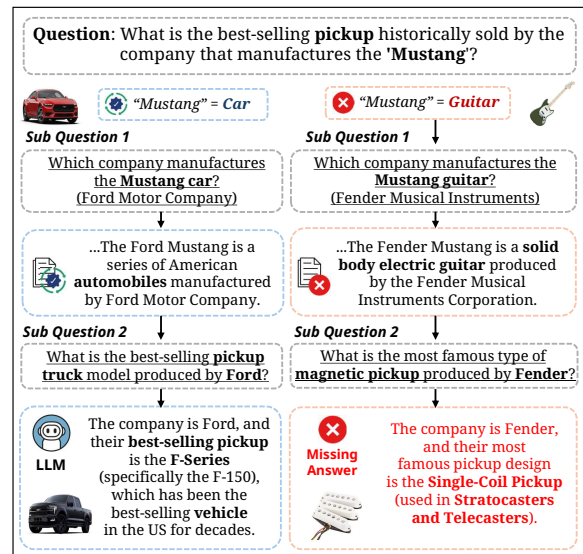 Question: What is the best-selling pickup historically sold by the
company that manufactures the 'Mustang'?
“Mustang” = Car
“Mustang” = Guitar
Sub Question 1
Which company manufactures
the Mustang car?
(Ford Motor Company)
...The Ford Mustang is a
series of American
automobiles manufactured
by Ford Motor Company.
Sub Question 2
What is the best-selling pickup
truck model produced by Ford?
LLM
The company is Ford, and
their best-selling pickup
is the F-Series
(specifically the F-150),
which has been the
best-selling vehicle
in the US for decades.
Sub Question 1
Which company manufactures the
Mustang guitar?
(Fender Musical Instruments)
...The Fender Mustang is a solid
body electric guitar produced
by the Fender Musical
Instruments Corporation.
Sub Question 2
What is the most famous type of
magnetic pickup produced by Fender?
Missing
Answer
The company is Fender,
and their most
famous pickup design
is the Single-Coil Pickup
(used in Stratocasters
and Telecasters).